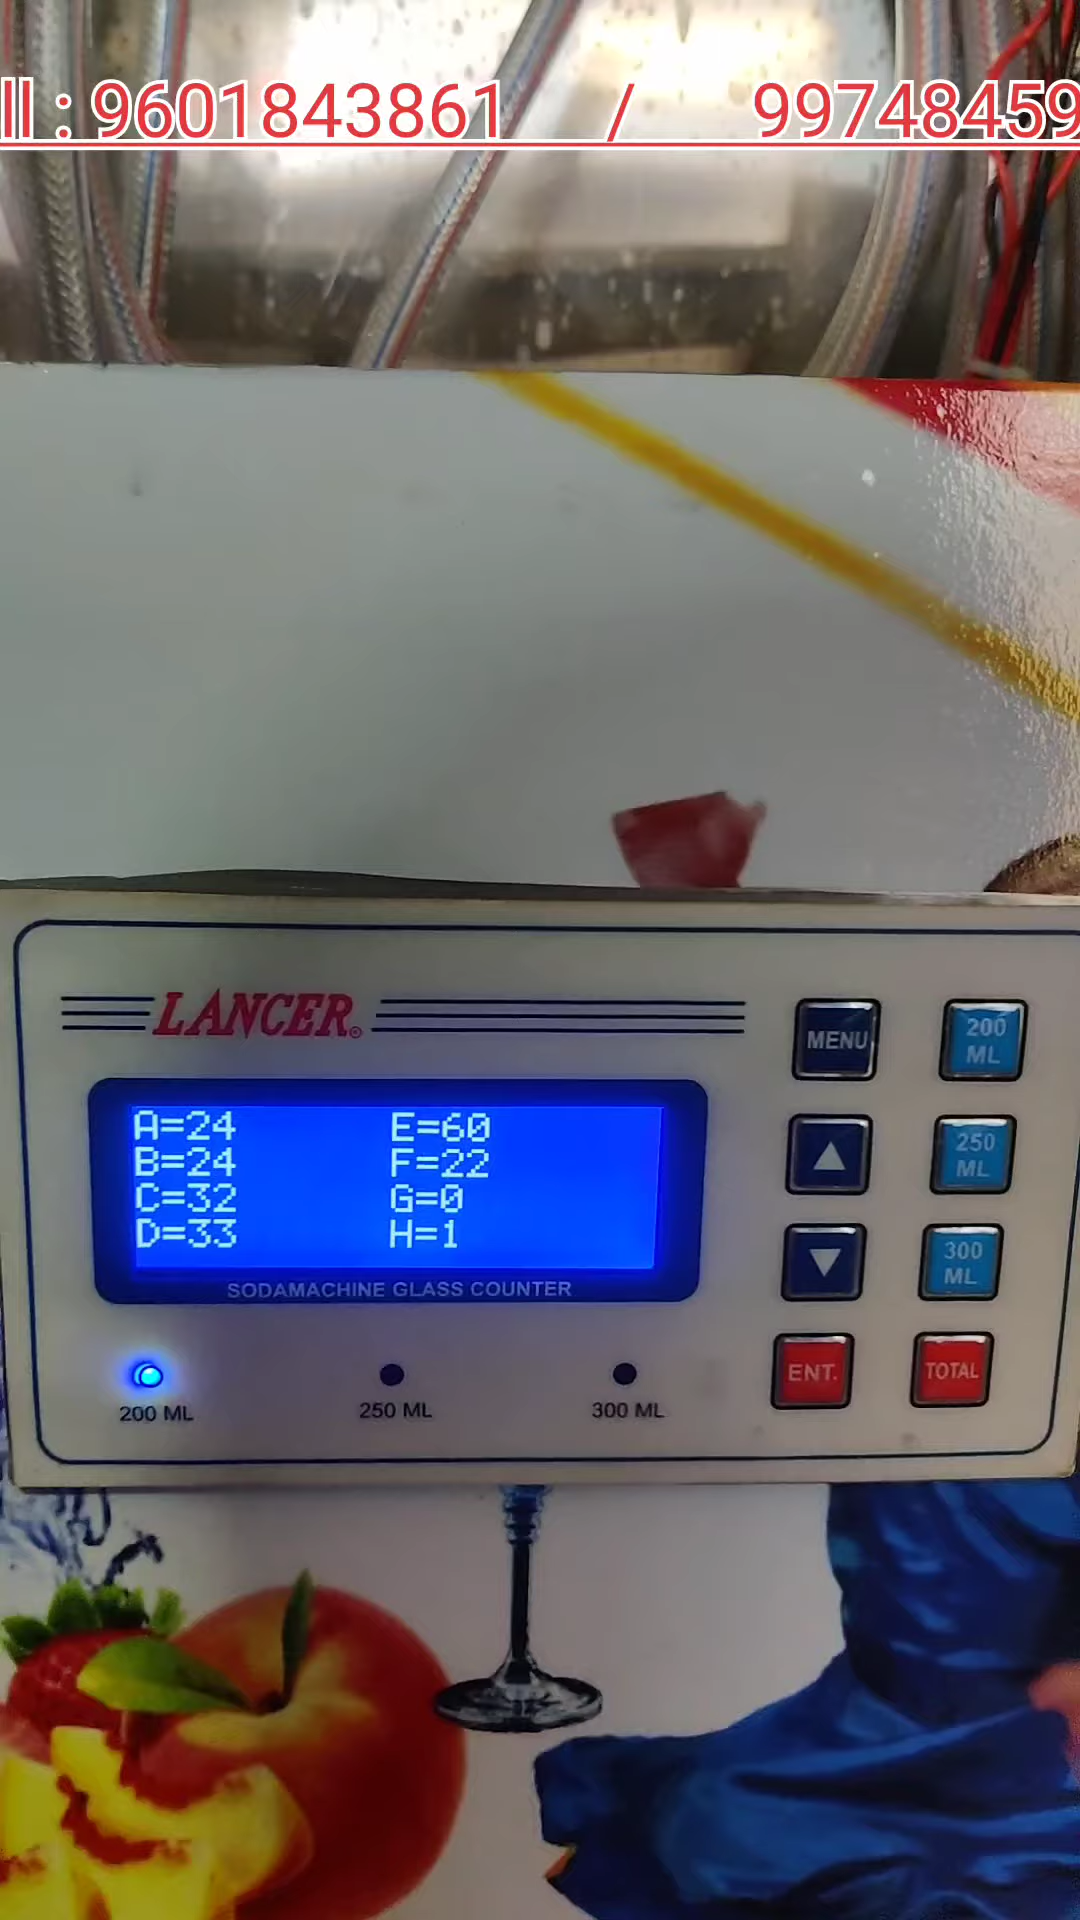 ll : 9601843861 / 99748459
LANCER®
A=24 E=60
B=24 F=22
C=32 G=0
D=33 H=1
SODAMACHINE GLASS COUNTER
200 ML 250 ML 300 ML
MENU 200 ML
▲ 250 ML
▼ 300 ML
ENT. TOTAL